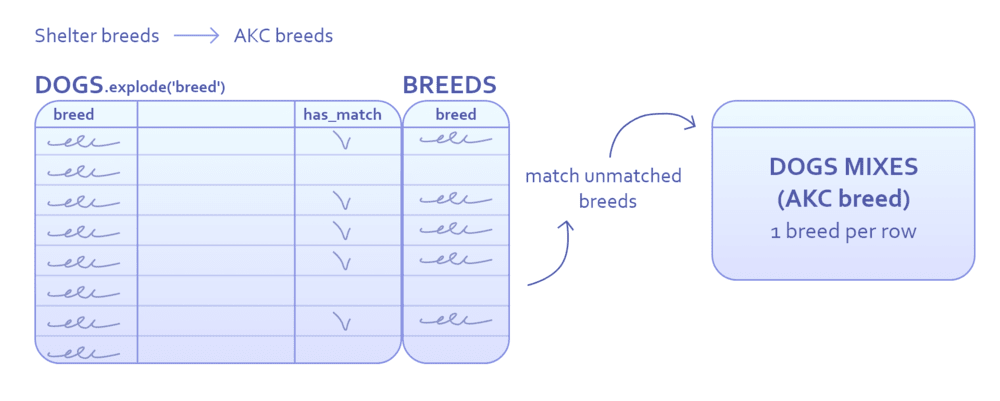 Shelter breeds → AKC breeds
DOGS.explode('breed')
BREEDS
breed
has_match
breed
match unmatched
breeds
DOGS MIXES
(AKC breed)
1 breed per row